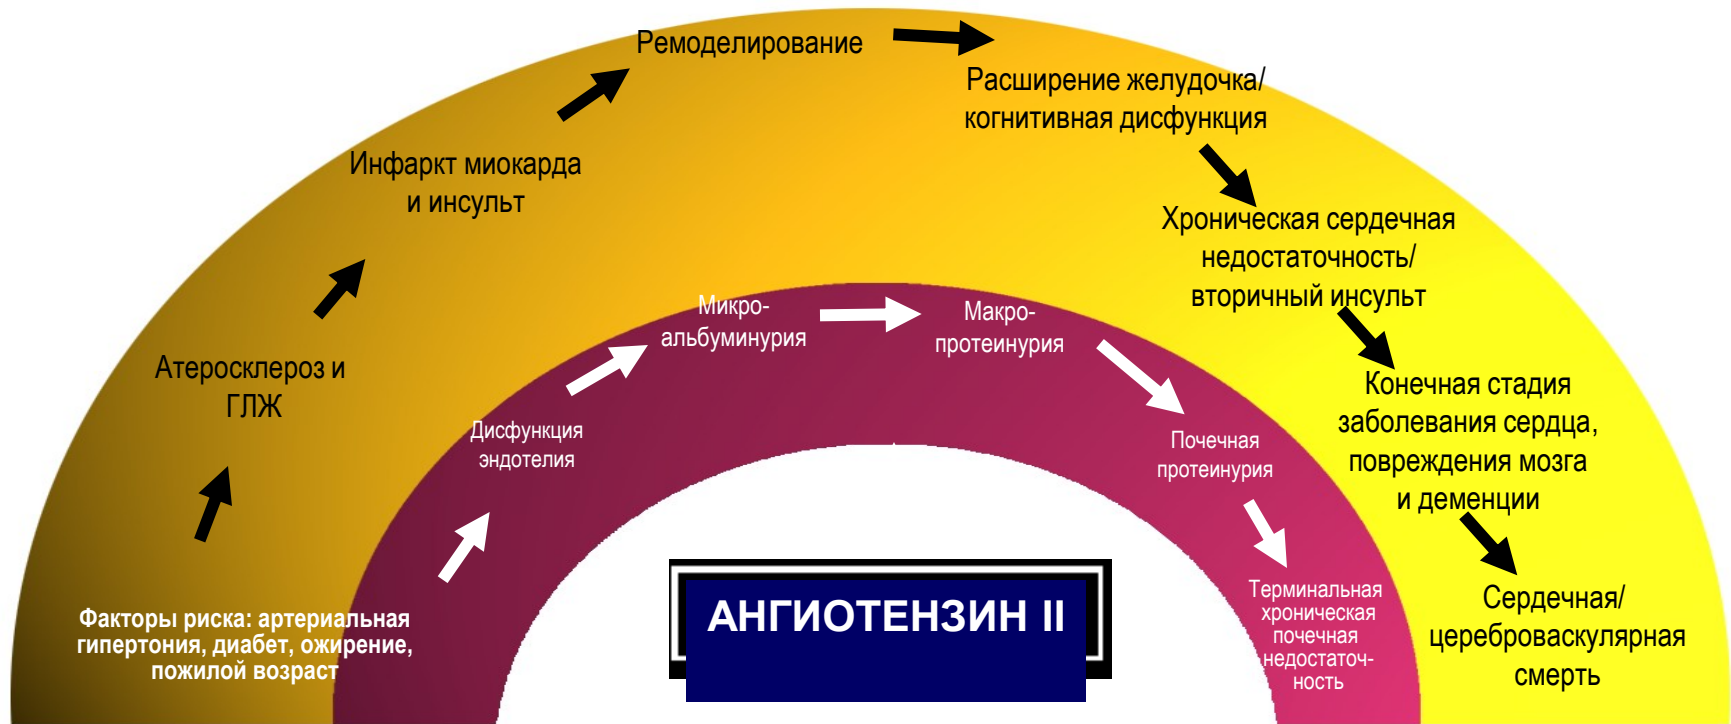 Факторы риска: артериальная
гипертония, диабет, ожирение,
пожилой возраст
Атеросклероз и
ГЛЖ
Инфаркт миокарда
и инсульт
Ремоделирование
Расширение желудочка/
когнитивная дисфункция
Хроническая сердечная
недостаточность/
вторичный инсульт
Конечная стадия
заболевания сердца,
повреждения мозга
и деменции
Сердечная/
цереброваскулярная
смерть
Дисфункция
эндотелия
Микро-
альбуминурия
Макро-
протеинурия
Почечная
протеинурия
Терминальная
хроническая
почечная
недостаточ-
ность
АНГИОТЕНЗИН II